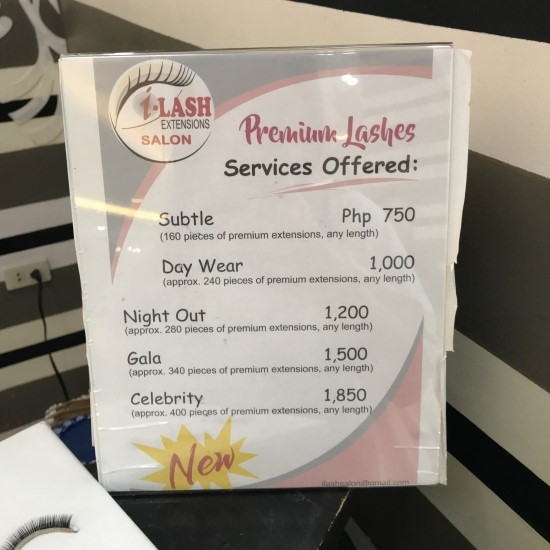 i-LASH
EXTENSIONS
SALON
Premium Lashes
Services Offered:
Subtle Php 750
(160 pieces of premium extensions, any length)
Day Wear 1,000
(approx. 240 pieces of premium extensions, any length)
Night Out 1,200
(approx. 280 pieces of premium extensions, any length)
Gala 1,500
(approx. 340 pieces of premium extensions, any length)
Celebrity 1,850
(approx. 400 pieces of premium extensions, any length)
New
ilashsalon@gmail.com